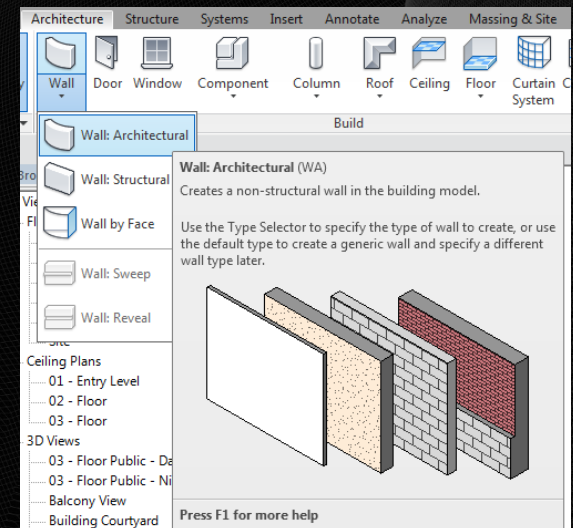 Architecture Structure Systems Insert Annotate Analyze Massing & Site
Wall Door Window Component Column Roof Ceiling Floor Curtain
System
Build
Wall: Architectural
Wall: Structural
Wall by Face
Wall: Sweep
Wall: Reveal
Wall: Architectural (WA)
Creates a non-structural wall in the building model.
Use the Type Selector to specify the type of wall to create, or use
the default type to create a generic wall and specify a different
wall type later.
Press F1 for more help
Ceiling Plans
01 - Entry Level
02 - Floor
03 - Floor
3D Views
03 - Floor Public - Da
03 - Floor Public - Ni
Balcony View
Building Courtyard